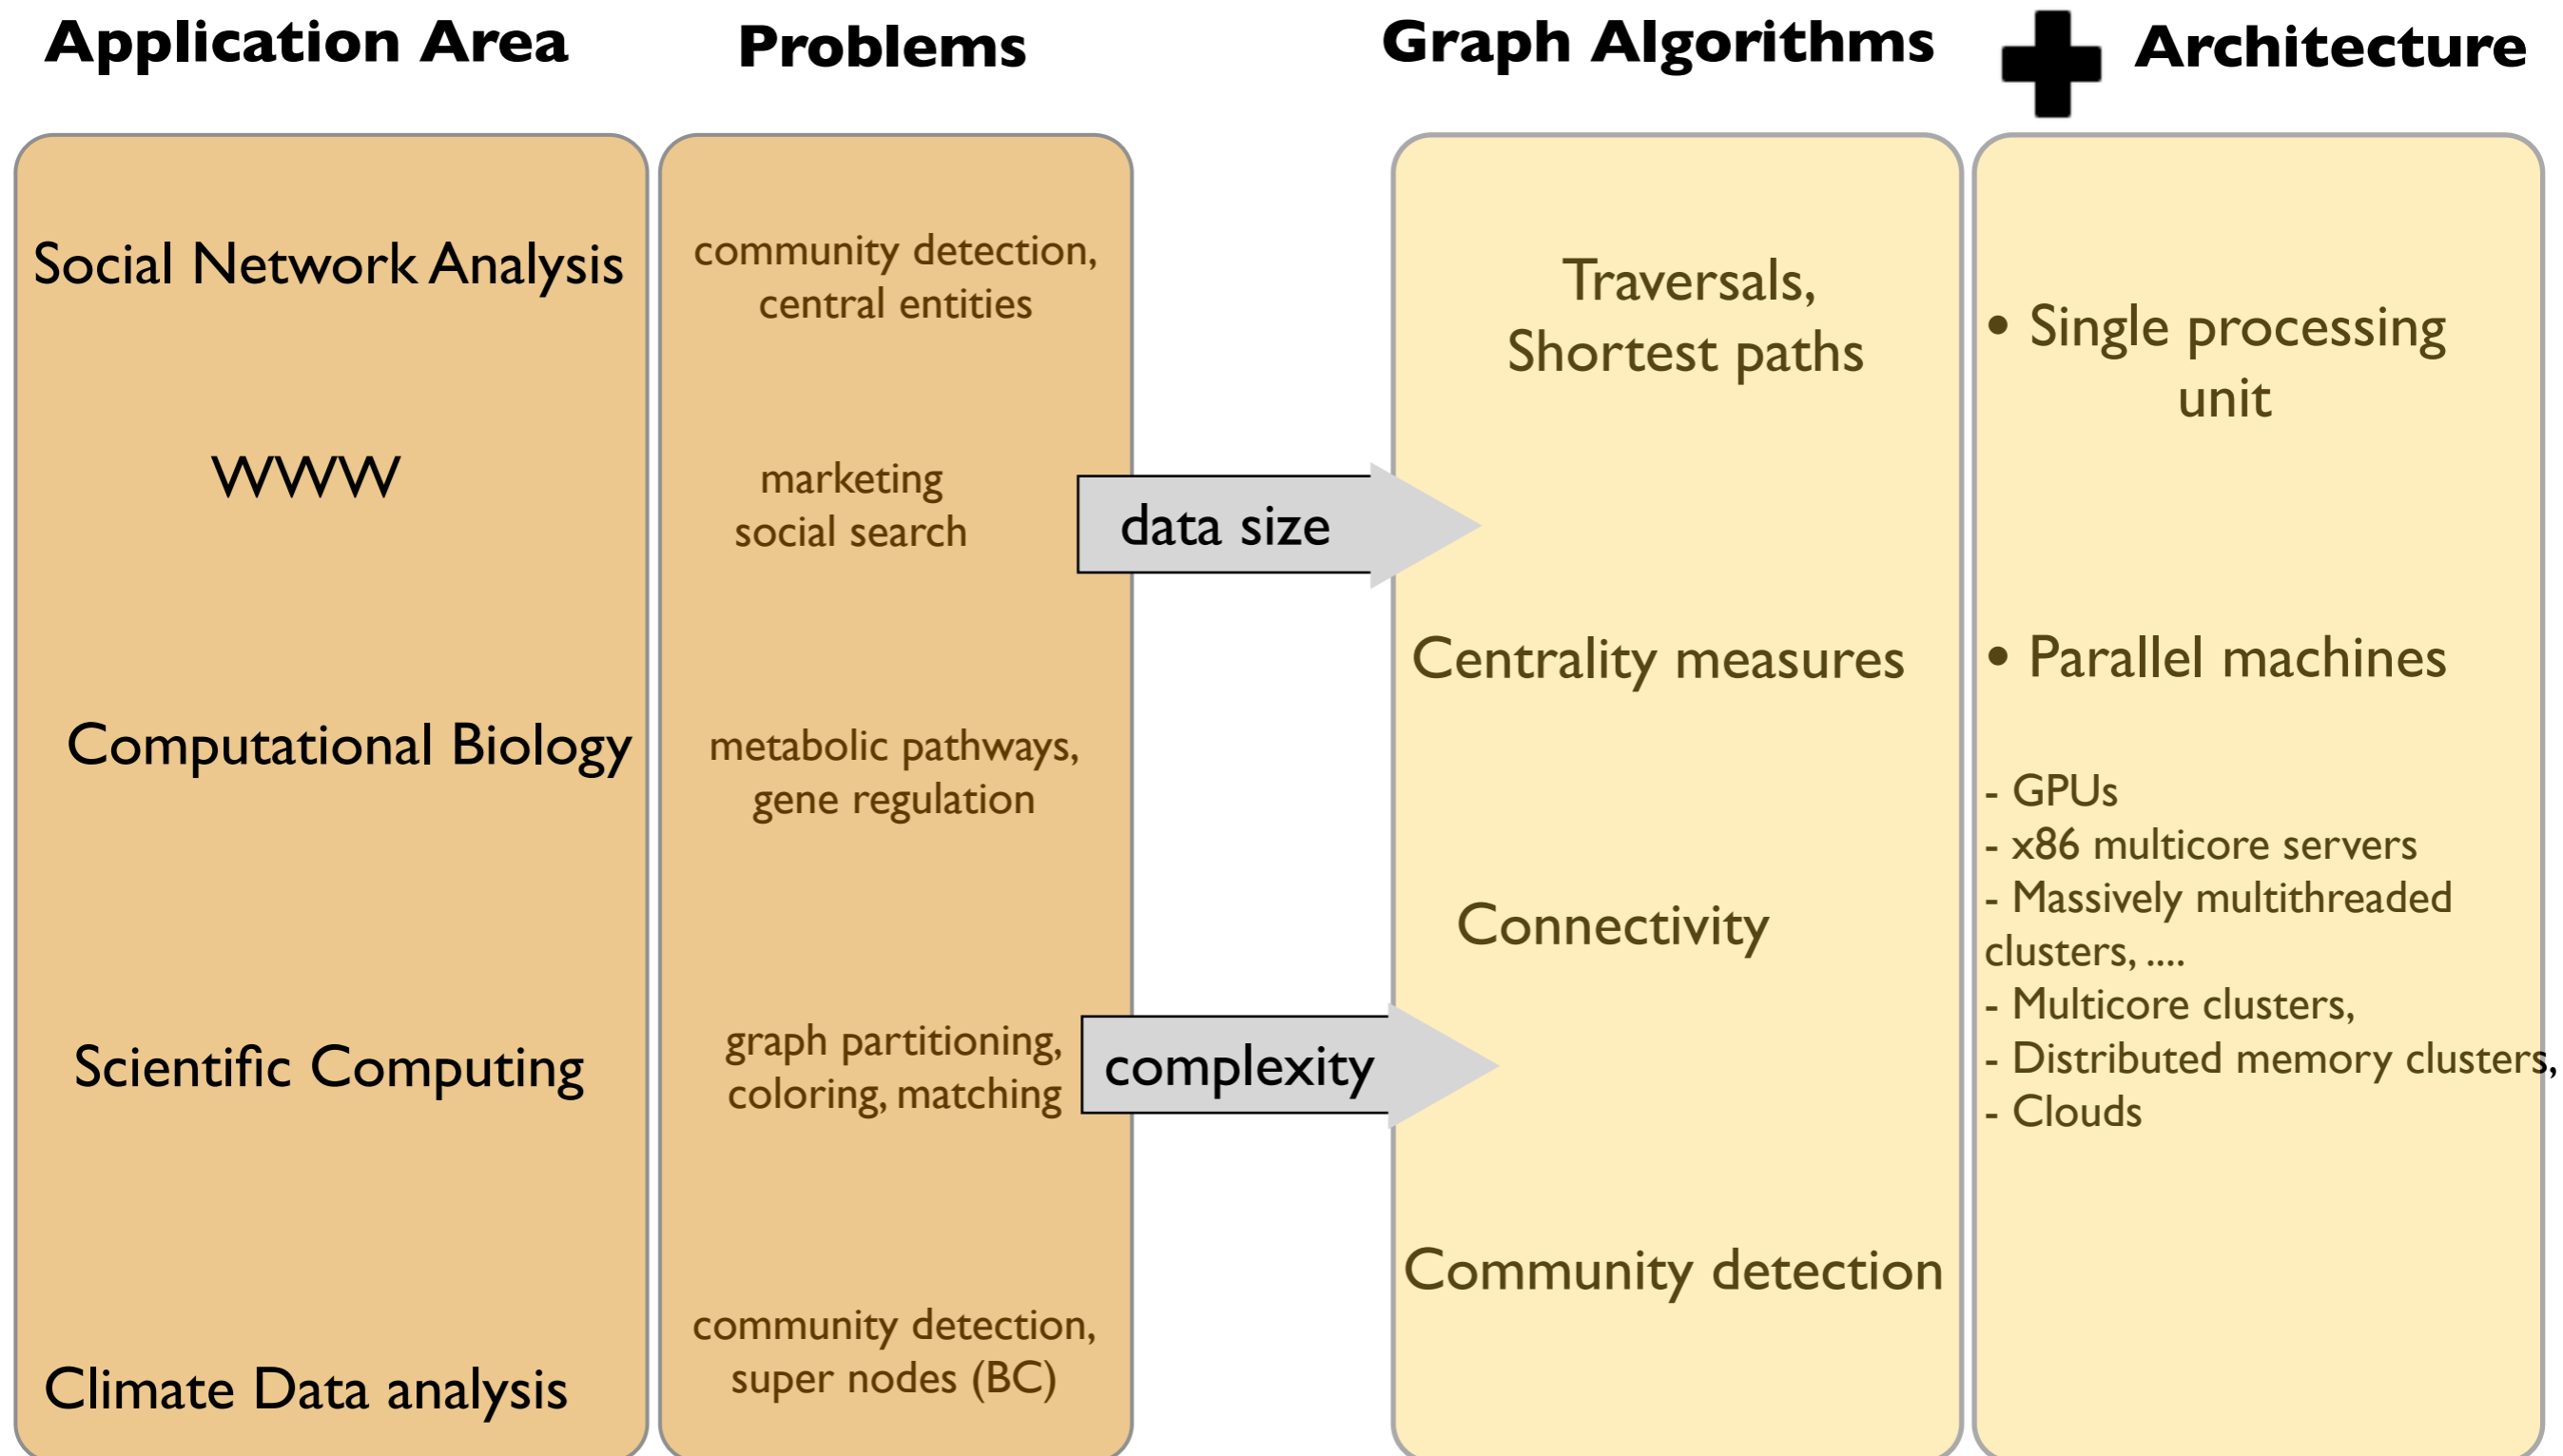 Application Area
Problems
Graph Algorithms
Architecture
Social Network Analysis
WWW
Computational Biology
Scientific Computing
Climate Data analysis
community detection,
central entities
marketing
social search
metabolic pathways,
gene regulation
graph partitioning,
coloring, matching
community detection,
super nodes (BC)
data size
complexity
Traversals,
Shortest paths
Centrality measures
Connectivity
Community detection
• Single processing
unit
• Parallel machines
- GPUs
- x86 multicore servers
- Massively multithreaded
clusters, ....
- Multicore clusters,
- Distributed memory clusters,
- Clouds